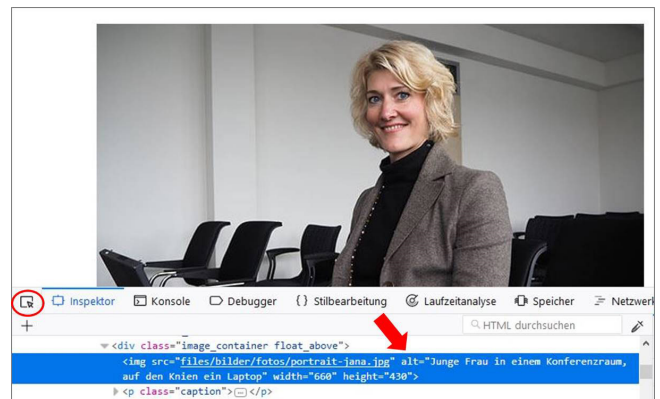 Inspektor Konsole Debugger {} Stilbearbeitung Laufzeitanalyse Speicher Netzwerk
+ HTML durchsuchen
<div class="image_container float_above">
<img src="files/bilder/fotos/portrait-jana.jpg" alt="Junge Frau in einem Konferenzraum,
auf den Knien ein Laptop" width="660" height="430">
<p class="caption">…</p>